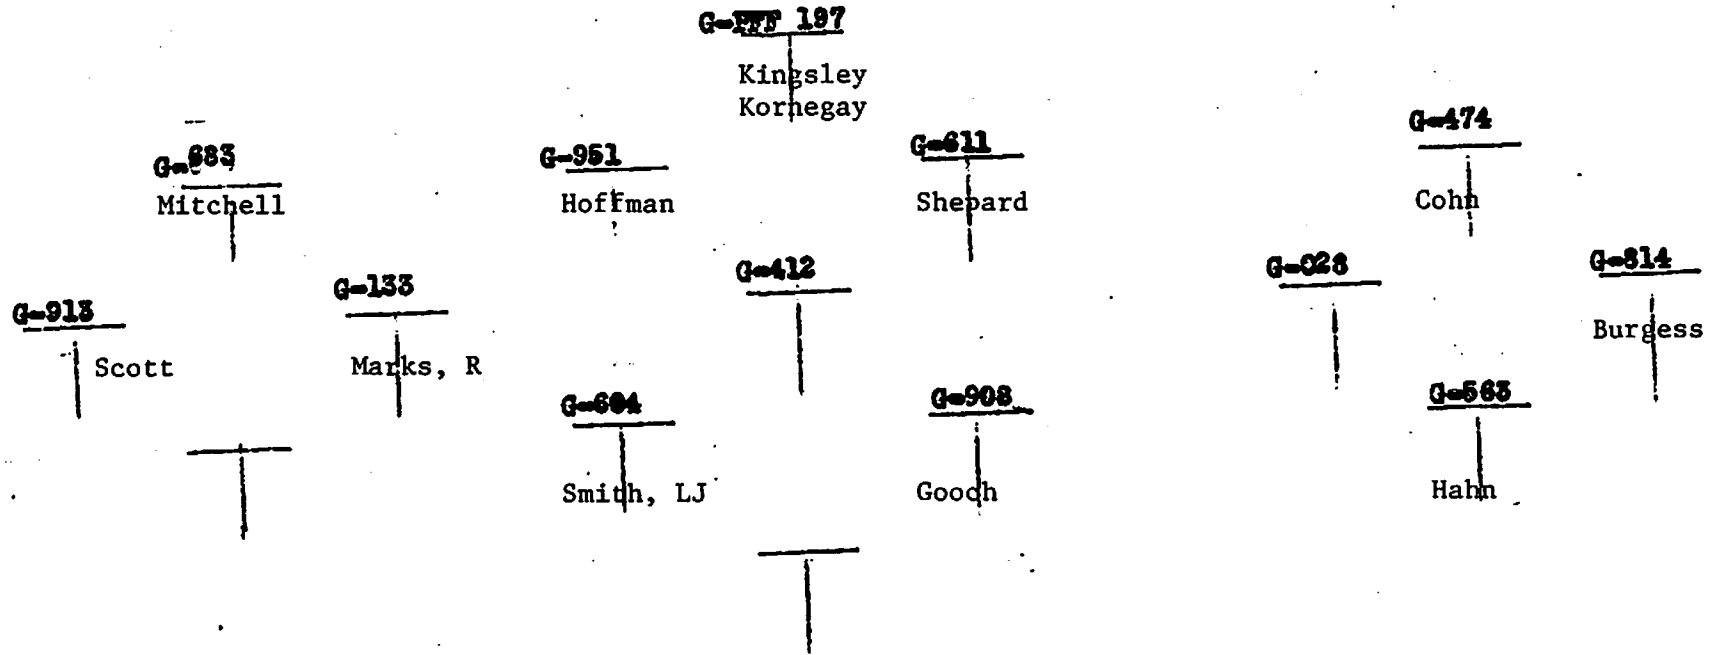 G-197
Kingsley
Kornegay
G-683
Mitchell
G-951
Hoffman
G-611
Shepard
G-474
Cohn
G-913
Scott
G-133
Marks, R
G-412
G-028
G-814
Burgess
G-604
Smith, LJ
G-908
Gooch
G-563
Hahn